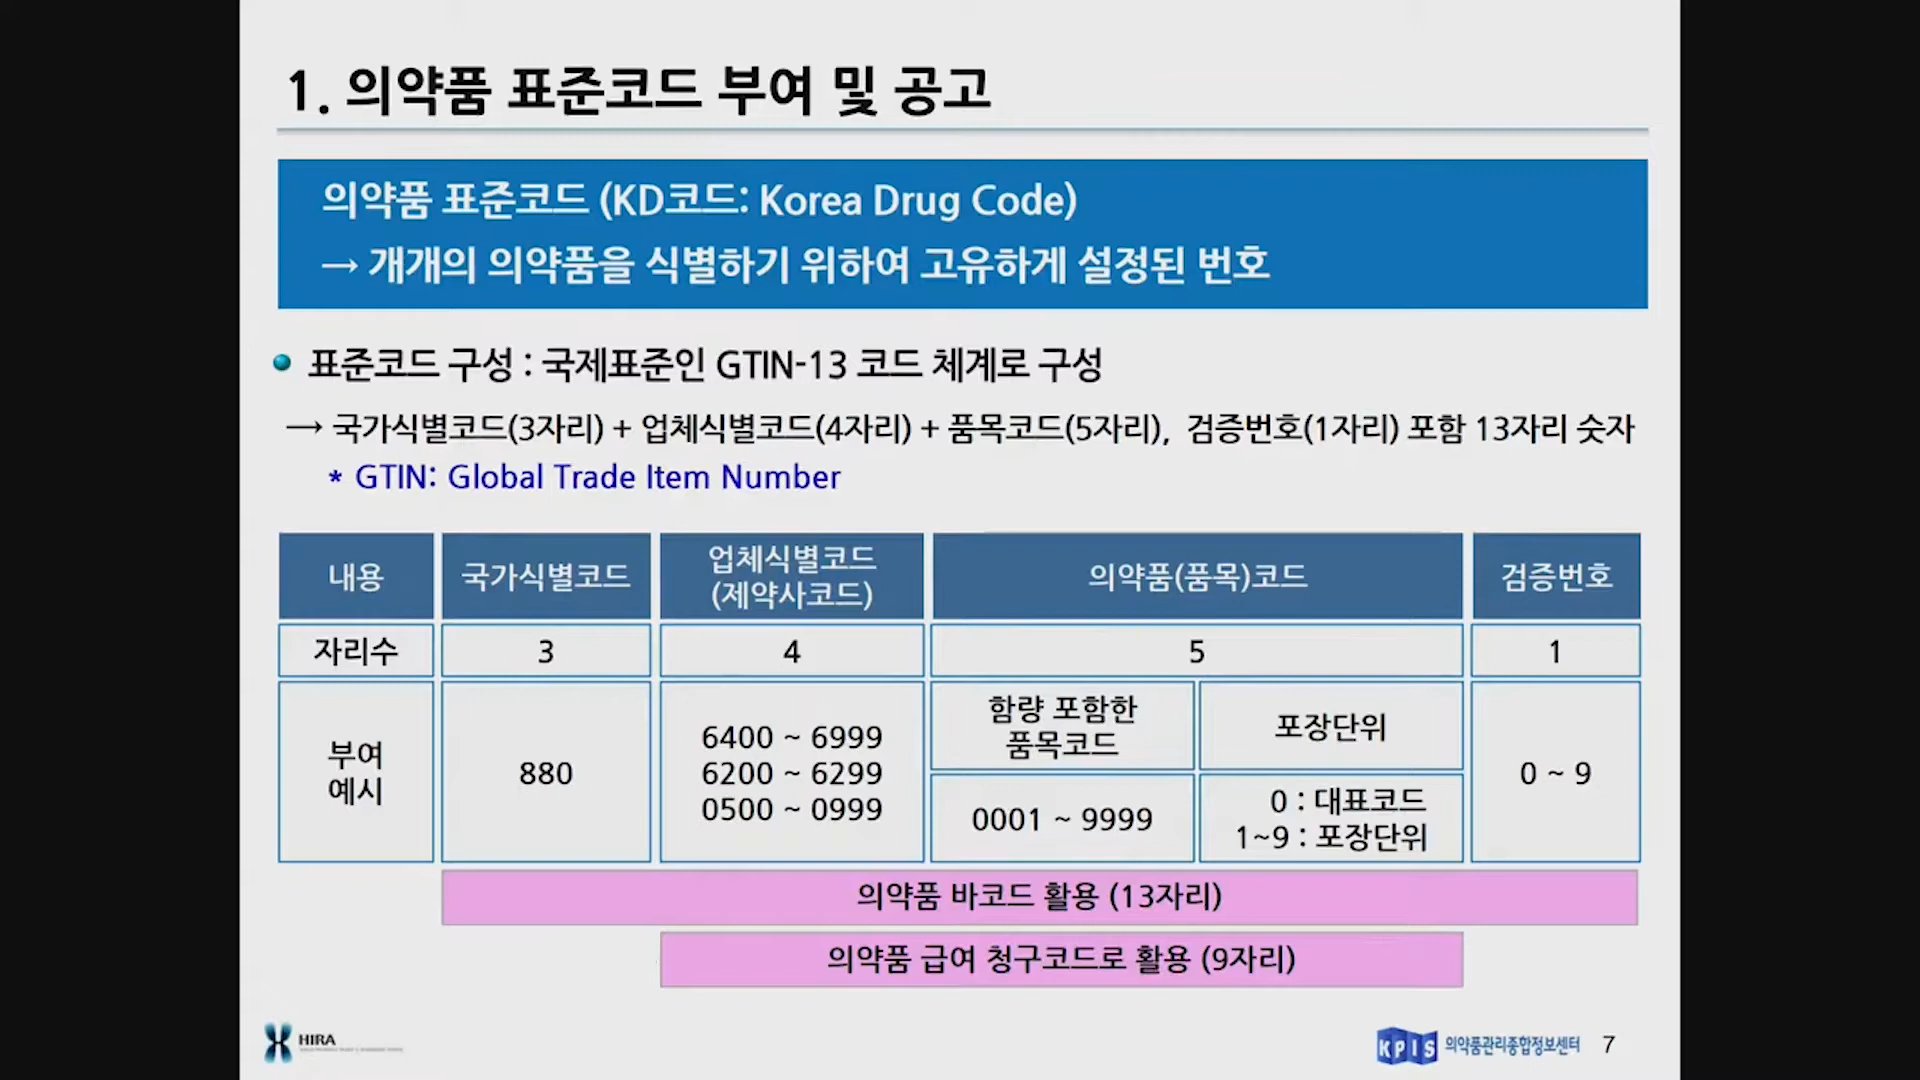 1. 의약품 표준코드 부여 및 공고
의약품 표준코드 (KD코드: Korea Drug Code)
→ 개개의 의약품을 식별하기 위하여 고유하게 설정된 번호
표준코드 구성 : 국제표준인 GTIN-13 코드 체계로 구성
→ 국가식별코드(3자리) + 업체식별코드(4자리) + 품목코드(5자리), 검증번호(1자리) 포함 13자리 숫자
* GTIN: Global Trade Item Number
내용
국가식별코드
업체식별코드
(제약사코드)
의약품(품목)코드
검증번호
자리수
3
4
5
1
부여
예시
880
6400 ~ 6999
6200 ~ 6299
0500 ~ 0999
함량 포함한
품목코드
포장단위
0001 ~ 9999
0 : 대표코드
1~9 : 포장단위
0 ~ 9
의약품 바코드 활용 (13자리)
의약품 급여 청구코드로 활용 (9자리)
HIRA
KPIS 의약품관리종합정보센터
7